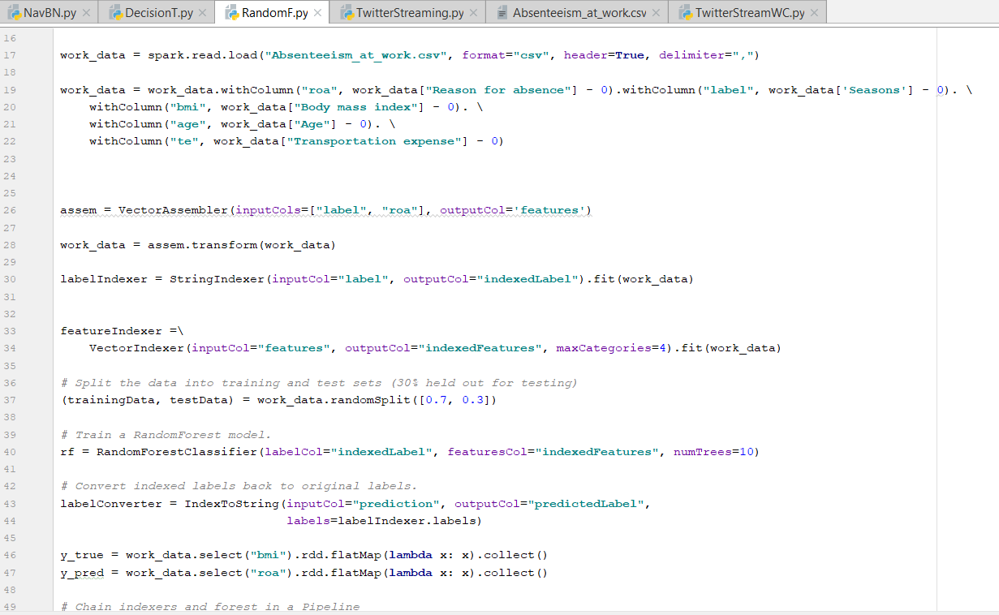 NavBN.py DecisionT.py RandomF.py TwitterStreaming.py Absenteeism_at_work.csv TwitterStreamWC.py
16
17 work_data = spark.read.load("Absenteeism_at_work.csv", format="csv", header=True, delimiter=",")
18
19 work_data = work_data.withColumn("roa", work_data["Reason for absence"] - 0).withColumn("label", work_data['Seasons'] - 0). \
20     withColumn("bmi", work_data["Body mass index"] - 0). \
21     withColumn("age", work_data["Age"] - 0). \
22     withColumn("te", work_data["Transportation expense"] - 0)
23
24
25
26 assem = VectorAssembler(inputCols=["label", "roa"], outputCol='features')
27
28 work_data = assem.transform(work_data)
29
30 labelIndexer = StringIndexer(inputCol="label", outputCol="indexedLabel").fit(work_data)
31
32
33 featureIndexer =\
34     VectorIndexer(inputCol="features", outputCol="indexedFeatures", maxCategories=4).fit(work_data)
35
36 # Split the data into training and test sets (30% held out for testing)
37 (trainingData, testData) = work_data.randomSplit([0.7, 0.3])
38
39 # Train a RandomForest model.
40 rf = RandomForestClassifier(labelCol="indexedLabel", featuresCol="indexedFeatures", numTrees=10)
41
42 # Convert indexed labels back to original labels.
43 labelConverter = IndexToString(inputCol="prediction", outputCol="predictedLabel",
44                                labels=labelIndexer.labels)
45
46 y_true = work_data.select("bmi").rdd.flatMap(lambda x: x).collect()
47 y_pred = work_data.select("roa").rdd.flatMap(lambda x: x).collect()
48
49 # Chain indexers and forest in a Pipeline